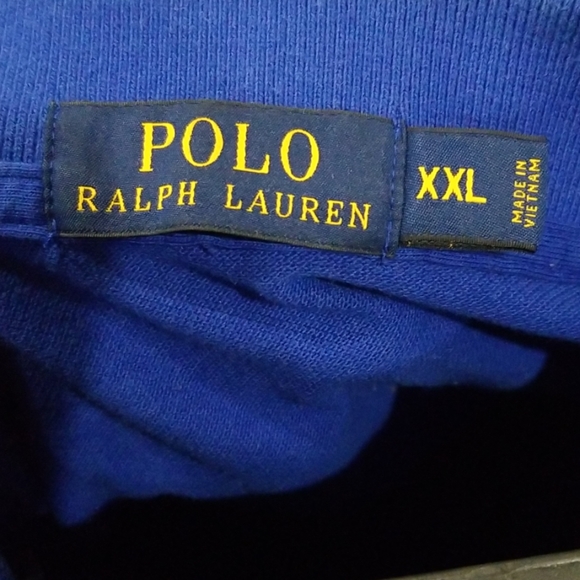 POLO
RALPH LAUREN
XXL
MADE IN
VIETNAM